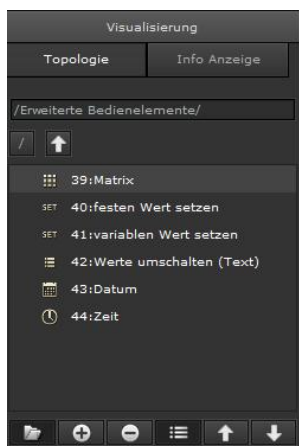 Visualisierung
Topologie Info Anzeige
/Erweiterte Bedienelemente/
/
39:Matrix
SET 40:festen Wert setzen
SET 41:variablen Wert setzen
42:Werte umschalten (Text)
43:Datum
44:Zeit